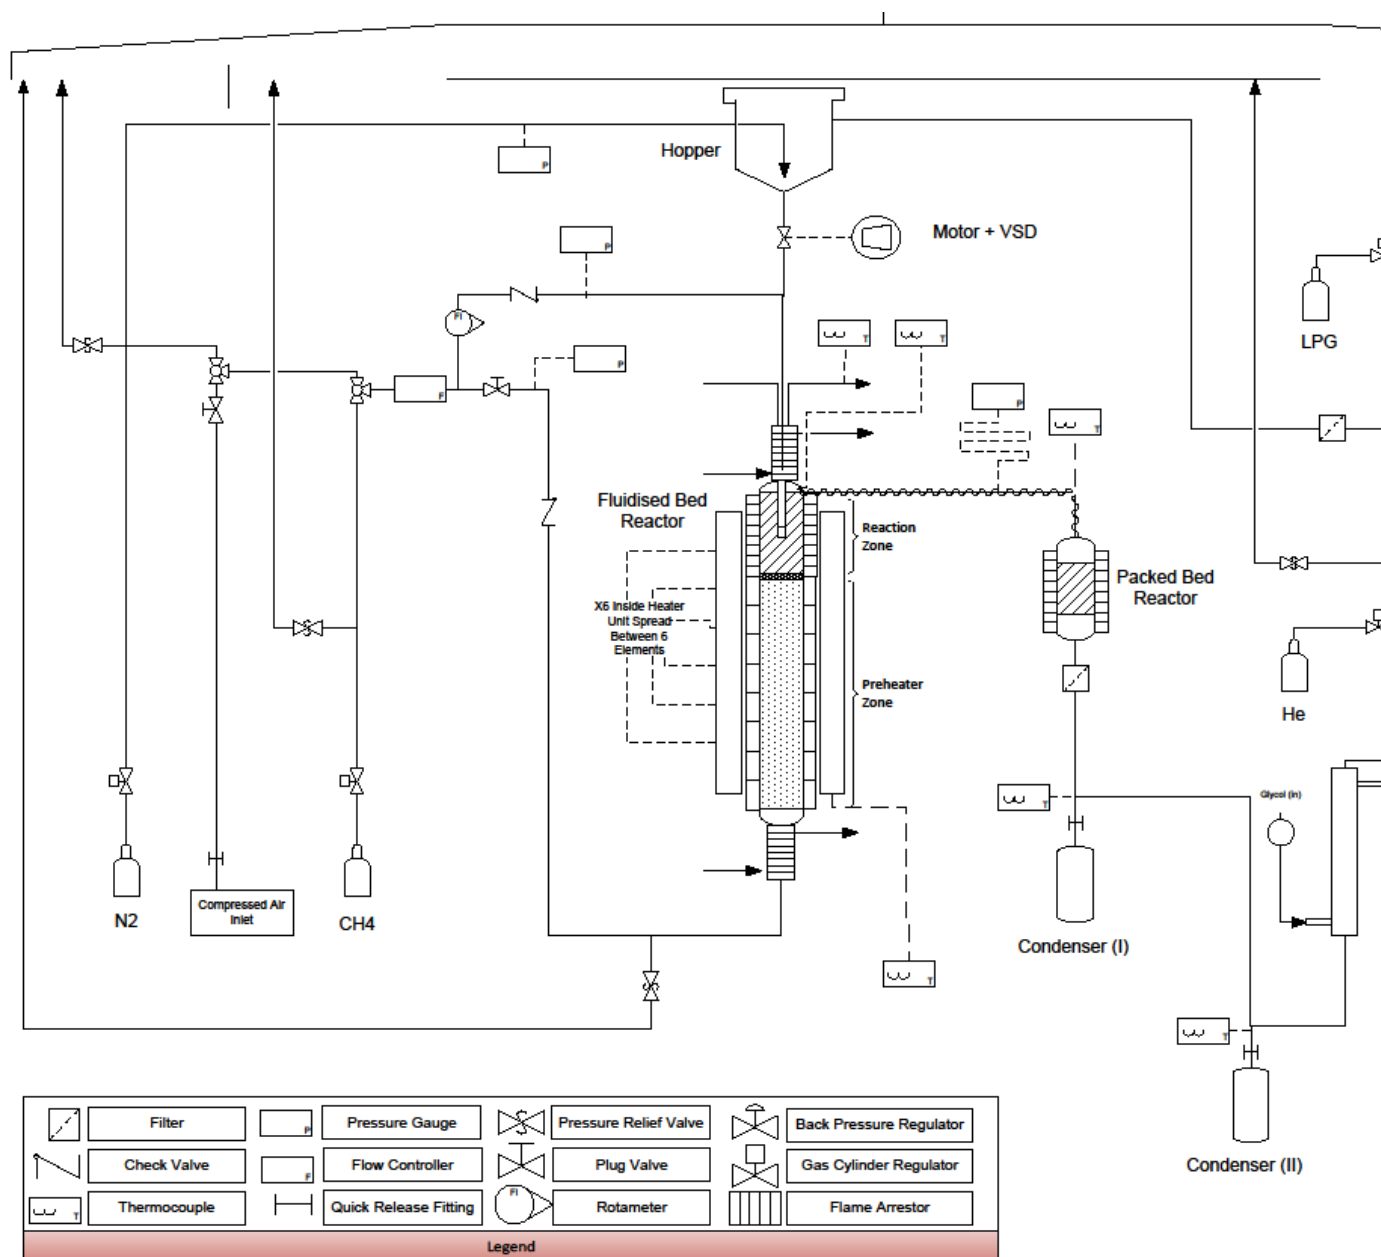 Hopper
P
Motor + VSD
P
LPG
FI
T
T
P
F
P
T
Fluidised Bed
Reactor
Reaction
Zone
Packed Bed
Reactor
X6 Inside Heater
Unit Spread
Between 6
Elements
Preheater
Zone
He
T
Glycol (in)
N2
Compressed Air
Inlet
CH4
Condenser (I)
T
T
Condenser (II)
Filter
P
Pressure Gauge
Pressure Relief Valve
Back Pressure Regulator
Check Valve
F
Flow Controller
Plug Valve
Gas Cylinder Regulator
T
Thermocouple
Quick Release Fitting
FI
Rotameter
Flame Arrestor
Legend